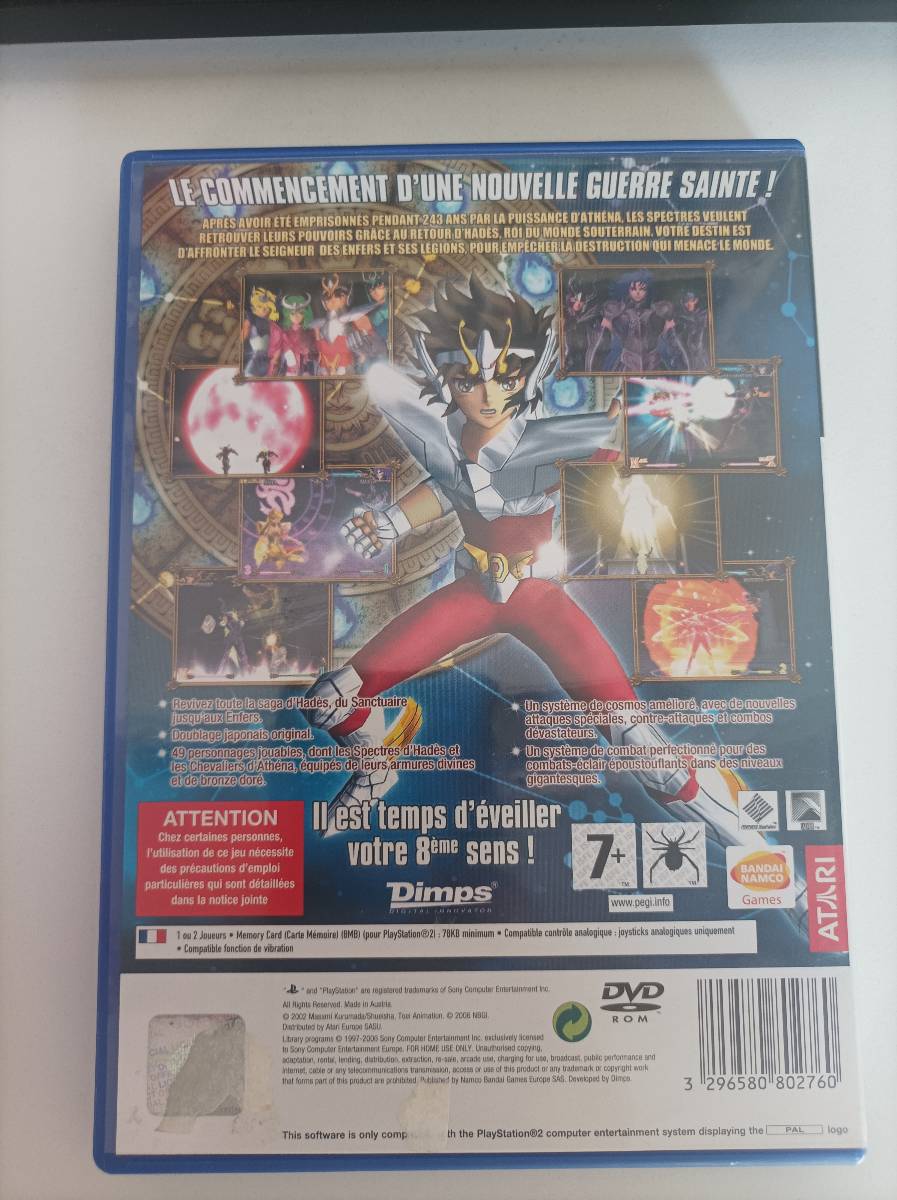 LE COMMENCEMENT D'UNE NOUVELLE GUERRE SAINTE !
APRÈS AVOIR ÉTÉ EMPRISONNÉS PENDANT 243 ANS PAR LA PUISSANCE D'ATHÉNA, LES SPECTRES VEULENT
RETROUVER LEURS POUVOIRS GRÂCE AU RETOUR D'HADÈS, ROI DU MONDE SOUTERRAIN. VOTRE DESTIN EST
D'AFFRONTER LE SEIGNEUR DES ENFERS ET SES LÉGIONS, POUR EMPÊCHER LA DESTRUCTION QUI MENACE LE MONDE.
Revivez toute la saga d'Hadès, du Sanctuaire
jusqu'aux Enfers.
Doublage japonais original.
49 personnages jouables, dont les Spectres d'Hadès et
les Chevaliers d'Athéna, équipés de leurs armures divines
et de bronze doré.
Un système de cosmos amélioré, avec de nouvelles
attaques spéciales, contre-attaques et combos
dévastateurs.
Un système de combat perfectionné pour des
combats-éclair époustouflants dans des niveaux
gigantesques.
ATTENTION
Chez certaines personnes,
l'utilisation de ce jeu nécessite
des précautions d'emploi
particulières qui sont détaillées
dans la notice jointe
Il est temps d'éveiller
votre 8ème sens !
Dimps®
DIGITAL INNOVATOR
7+
www.pegi.info
BANDAI
NAMCO
Games
ATARI
1 ou 2 Joueurs • Memory Card (Carte Mémoire) (8MB) (pour PlayStation®2) : 78KB minimum • Compatible contrôle analogique : joysticks analogiques uniquement
• Compatible fonction de vibration
" " and "PlayStation" are registered trademarks of Sony Computer Entertainment Inc.
All Rights Reserved. Made in Austria.
© 2002 Masami Kurumada/Shueisha, Toei Animation. © 2006 NBGI.
Distributed by Atari Europe SASU.
Library programs © 1997-2006 Sony Computer Entertainment Inc. exclusively licensed
to Sony Computer Entertainment Europe. FOR HOME USE ONLY. Unauthorised copying,
adaptation, rental, lending, distribution, extraction, re-sale, arcade use, charging for use, broadcast, public performance and
internet, cable or any telecommunications transmission, access or use of this product or any trademark or copyright work
that forms part of this product are prohibited. Published by Namco Bandai Games Europe SAS. Developed by Dimps.
DVD
ROM
3 296580 802760
This software is only comp th the PlayStation®2 computer entertainment system displaying the PAL logo